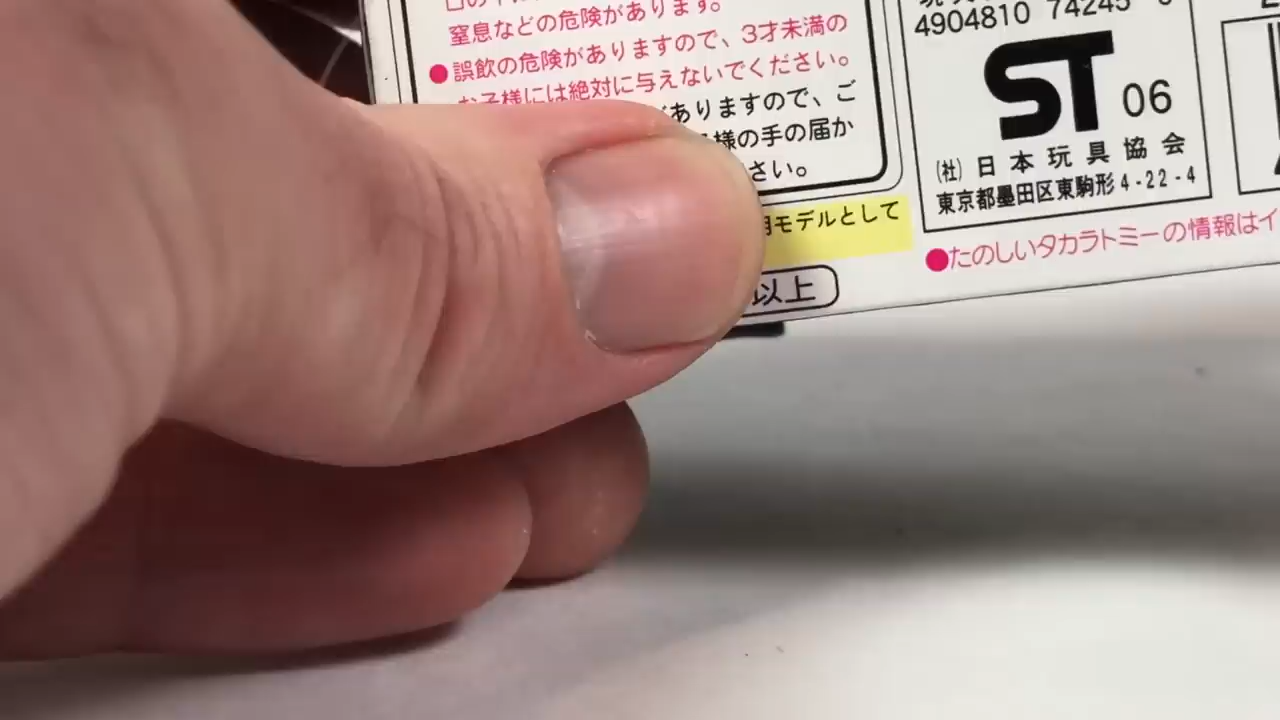 窒息などの危険があります。
●誤飲の危険がありますので、3才未満の
お子様には絶対に与えないでください。
ありますので、ご
様の手の届か
さい。
モデルとして
以上
4904810 74245
ST 06
(社)日本玩具協会
東京都墨田区東駒形4-22-4
●たのしいタカラトミーの情報はイ